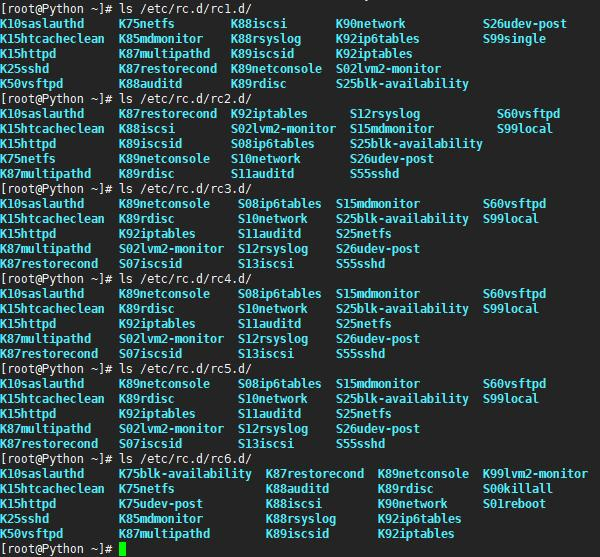 [root@Python ~]# ls /etc/rc.d/rc1.d/
K10saslauthd K75netfs K88iscsi K90network S26udev-post
K15htcacheclean K85mdmonitor K88rsyslog K92ip6tables S99single
K15httpd K87multipathd K89iscsid K92iptables
K25sshd K87restorecond K89netconsole S02lvm2-monitor
K50vsftpd K88auditd K89rdisc S25blk-availability
[root@Python ~]# ls /etc/rc.d/rc2.d/
K10saslauthd K87restorecond K92iptables S12rsyslog S60vsftpd
K15htcacheclean K88iscsi S02lvm2-monitor S15mdmonitor S99local
K15httpd K89iscsid S08ip6tables S25blk-availability
K75netfs K89netconsole S10network S26udev-post
K87multipathd K89rdisc S11auditd S55sshd
[root@Python ~]# ls /etc/rc.d/rc3.d/
K10saslauthd K89netconsole S08ip6tables S15mdmonitor S60vsftpd
K15htcacheclean K89rdisc S10network S25blk-availability S99local
K15httpd K92iptables S11auditd S25netfs
K87multipathd S02lvm2-monitor S12rsyslog S26udev-post
K87restorecond S07iscsid S13iscsi S55sshd
[root@Python ~]# ls /etc/rc.d/rc4.d/
K10saslauthd K89netconsole S08ip6tables S15mdmonitor S60vsftpd
K15htcacheclean K89rdisc S10network S25blk-availability S99local
K15httpd K92iptables S11auditd S25netfs
K87multipathd S02lvm2-monitor S12rsyslog S26udev-post
K87restorecond S07iscsid S13iscsi S55sshd
[root@Python ~]# ls /etc/rc.d/rc5.d/
K10saslauthd K89netconsole S08ip6tables S15mdmonitor S60vsftpd
K15htcacheclean K89rdisc S10network S25blk-availability S99local
K15httpd K92iptables S11auditd S25netfs
K87multipathd S02lvm2-monitor S12rsyslog S26udev-post
K87restorecond S07iscsid S13iscsi S55sshd
[root@Python ~]# ls /etc/rc.d/rc6.d/
K10saslauthd K75blk-availability K87restorecond K89netconsole K99lvm2-monitor
K15htcacheclean K75netfs K88auditd K89rdisc S00killall
K15httpd K75udev-post K88iscsi K90network S01reboot
K25sshd K85mdmonitor K88rsyslog K92ip6tables
K50vsftpd K87multipathd K89iscsid K92iptables
[root@Python ~]#